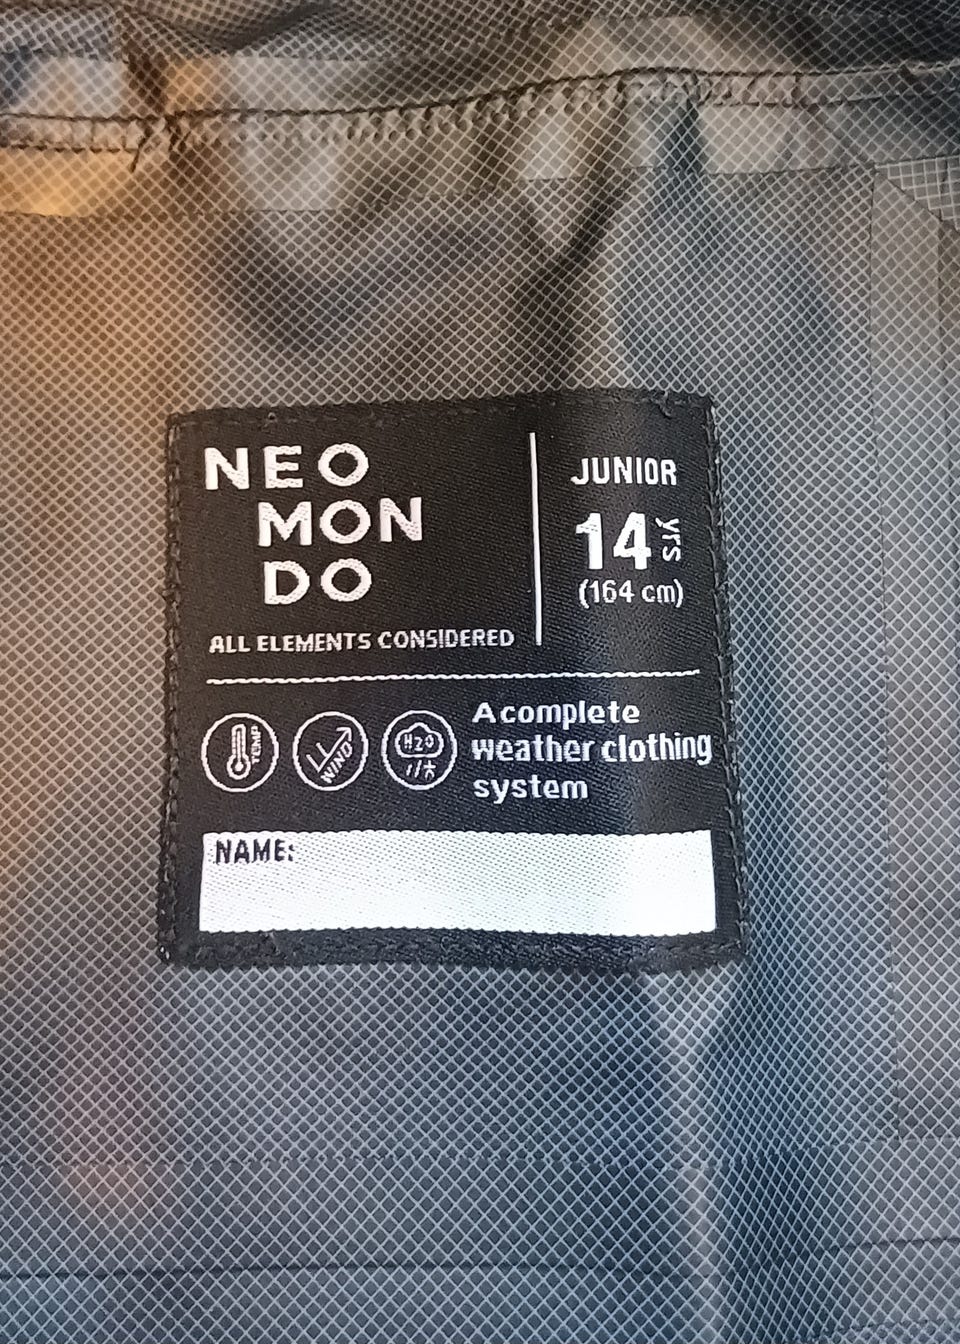 NEO
MON
DO
ALL ELEMENTS CONSIDERED
JUNIOR
14 yrs
(164 cm)
TEMP
WIND
H2O
A complete
weather clothing
system
NAME: